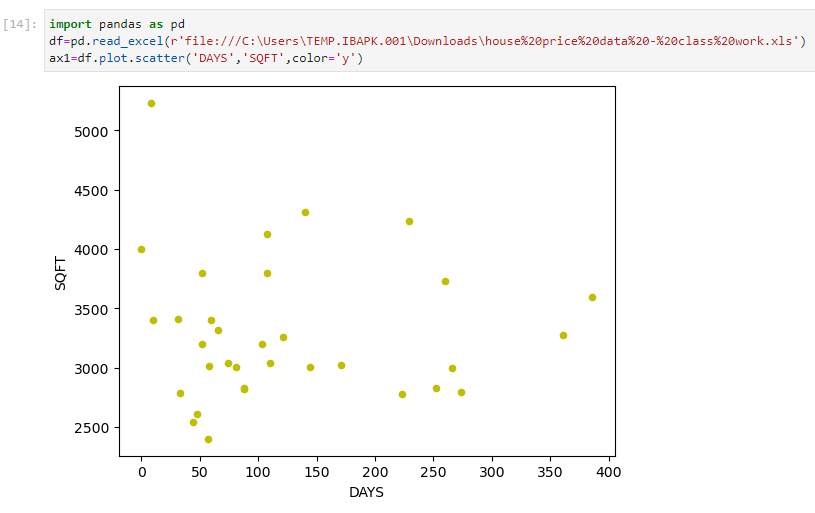 [14]: import pandas as pd
df=pd.read_excel(r'file:///C:\Users\TEMP.IBAPK.001\Downloads\house%20price%20data%20-%20class%20work.xls')
ax1=df.plot.scatter('DAYS','SQFT',color='y')
5000
4500
4000
SQFT
3500
3000
2500
0 50 100 150 200 250 300 350 400
DAYS